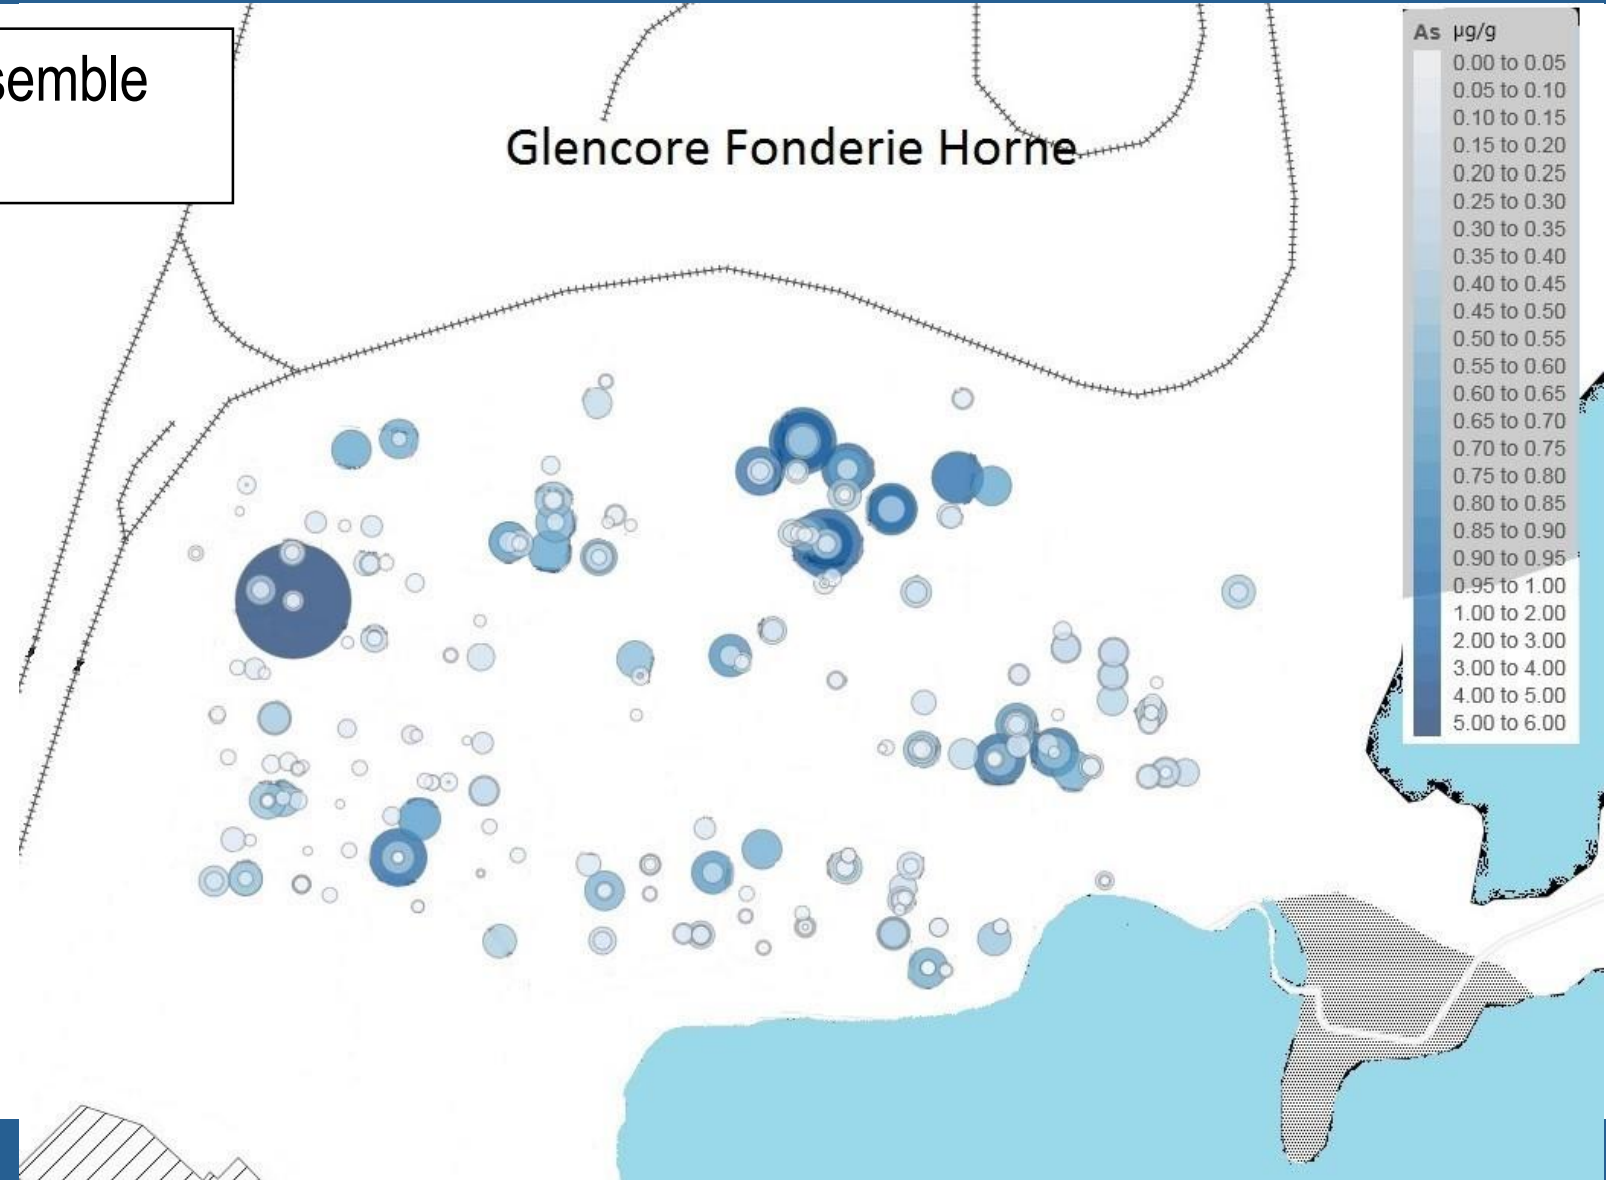 semble
Glencore Fonderie Horne
As µg/g
0.00 to 0.05
0.05 to 0.10
0.10 to 0.15
0.15 to 0.20
0.20 to 0.25
0.25 to 0.30
0.30 to 0.35
0.35 to 0.40
0.40 to 0.45
0.45 to 0.50
0.50 to 0.55
0.55 to 0.60
0.60 to 0.65
0.65 to 0.70
0.70 to 0.75
0.75 to 0.80
0.80 to 0.85
0.85 to 0.90
0.90 to 0.95
0.95 to 1.00
1.00 to 2.00
2.00 to 3.00
3.00 to 4.00
4.00 to 5.00
5.00 to 6.00